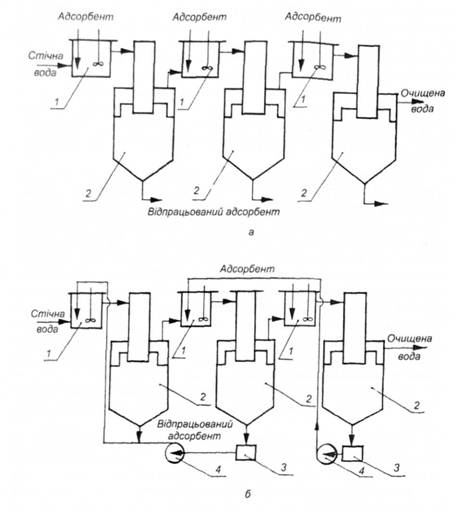 Адсорбент
Адсорбент
Адсорбент
Стічна
вода
1
1
1
Очищена
вода
2
2
2
Відпрацьований адсорбент
а
Адсорбент
Стічна
вода
1
1
1
Очищена
вода
2
2
2
Відпрацьований
адсорбент
4
3
4
3
б